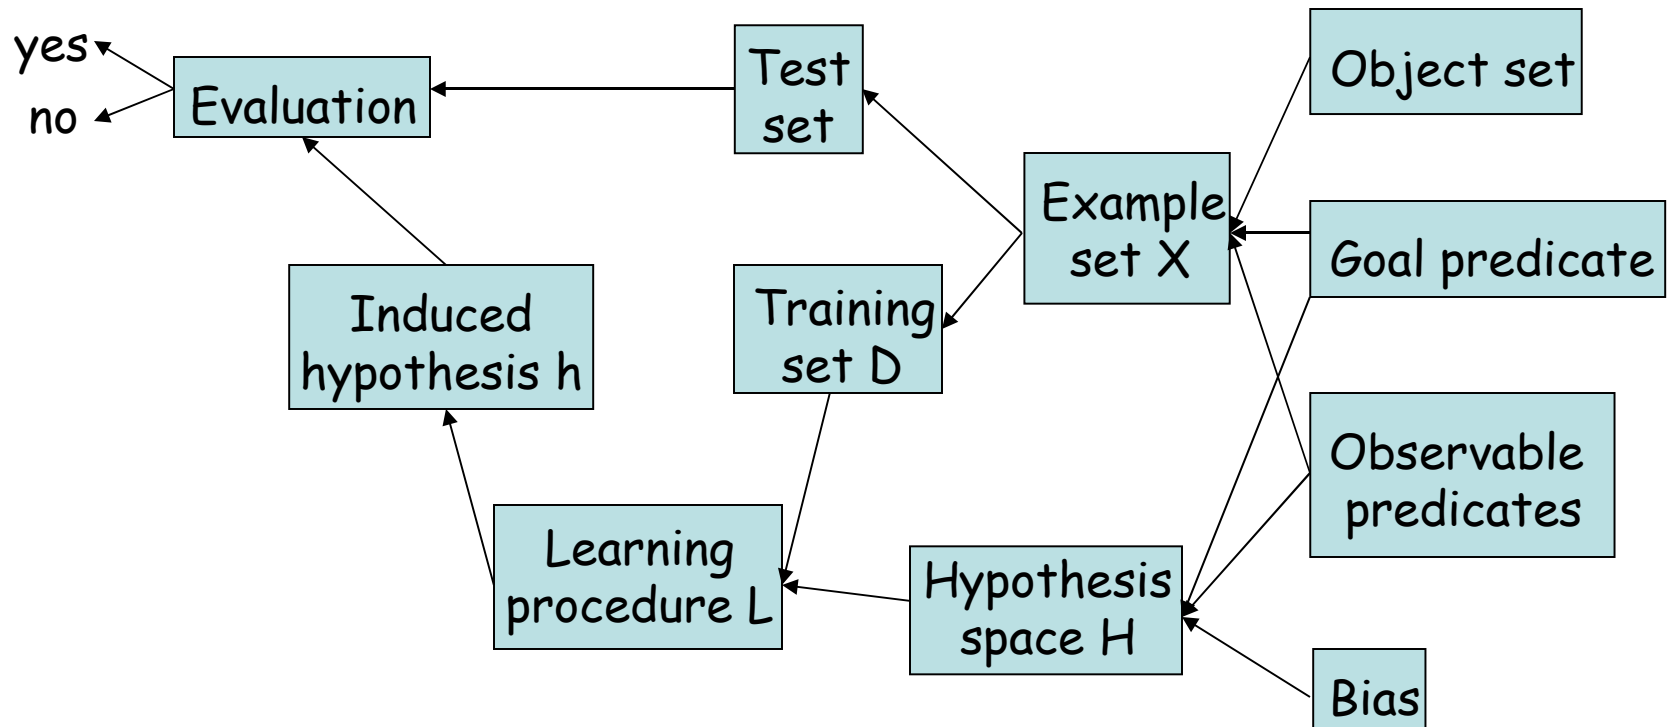 yes
no
Evaluation
Test
set
Object set
Example
set X
Goal predicate
Induced
hypothesis h
Training
set D
Observable
predicates
Learning
procedure L
Hypothesis
space H
Bias